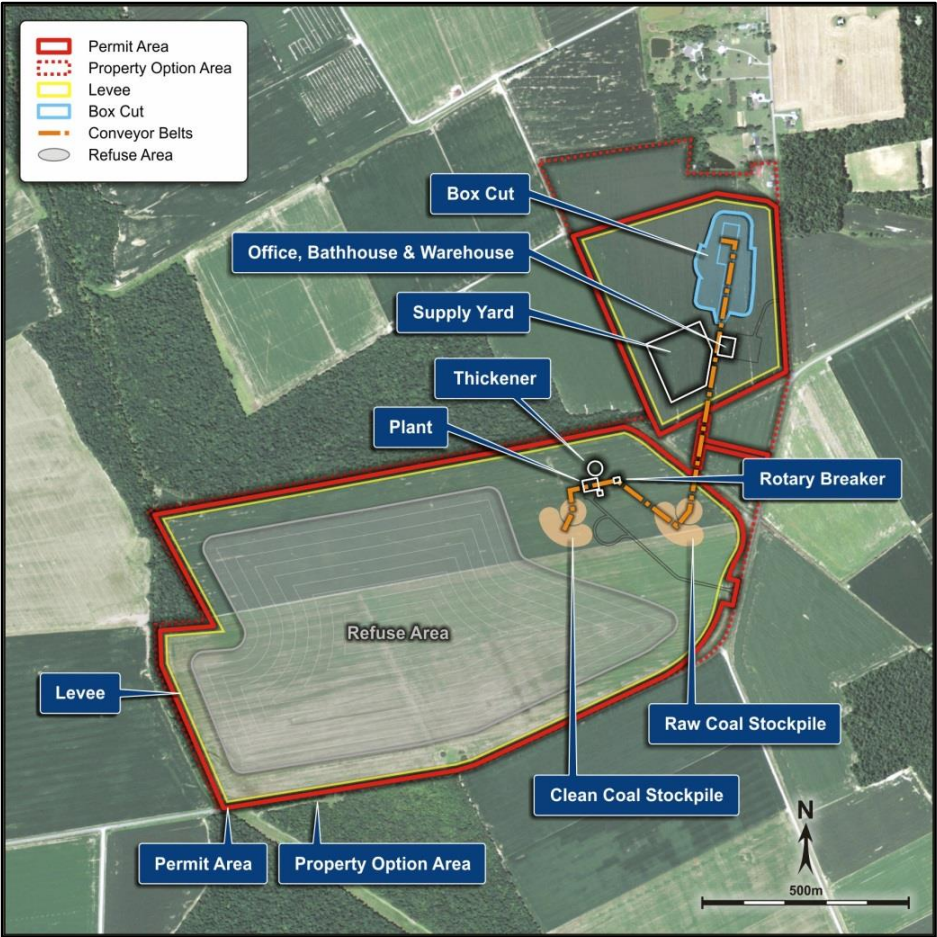 Permit Area
Property Option Area
Levee
Box Cut
Conveyor Belts
Refuse Area
Box Cut
Office, Bathhouse & Warehouse
Supply Yard
Thickener
Plant
Rotary Breaker
Refuse Area
Levee
Raw Coal Stockpile
Clean Coal Stockpile
Permit Area
Property Option Area
N
500m